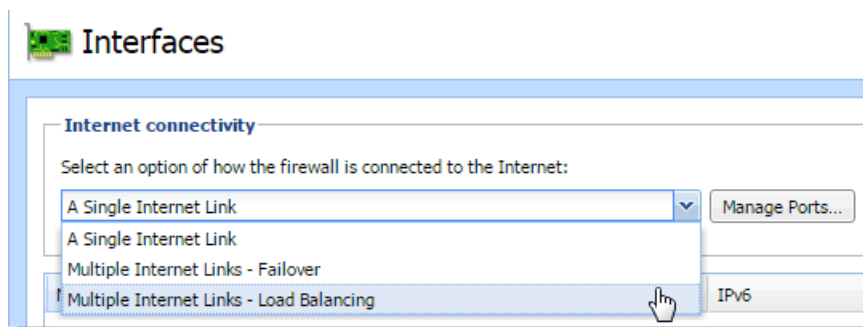 Interfaces
Internet connectivity
Select an option of how the firewall is connected to the Internet:
A Single Internet Link
Manage Ports...
A Single Internet Link
Multiple Internet Links - Failover
Multiple Internet Links - Load Balancing
IPv6